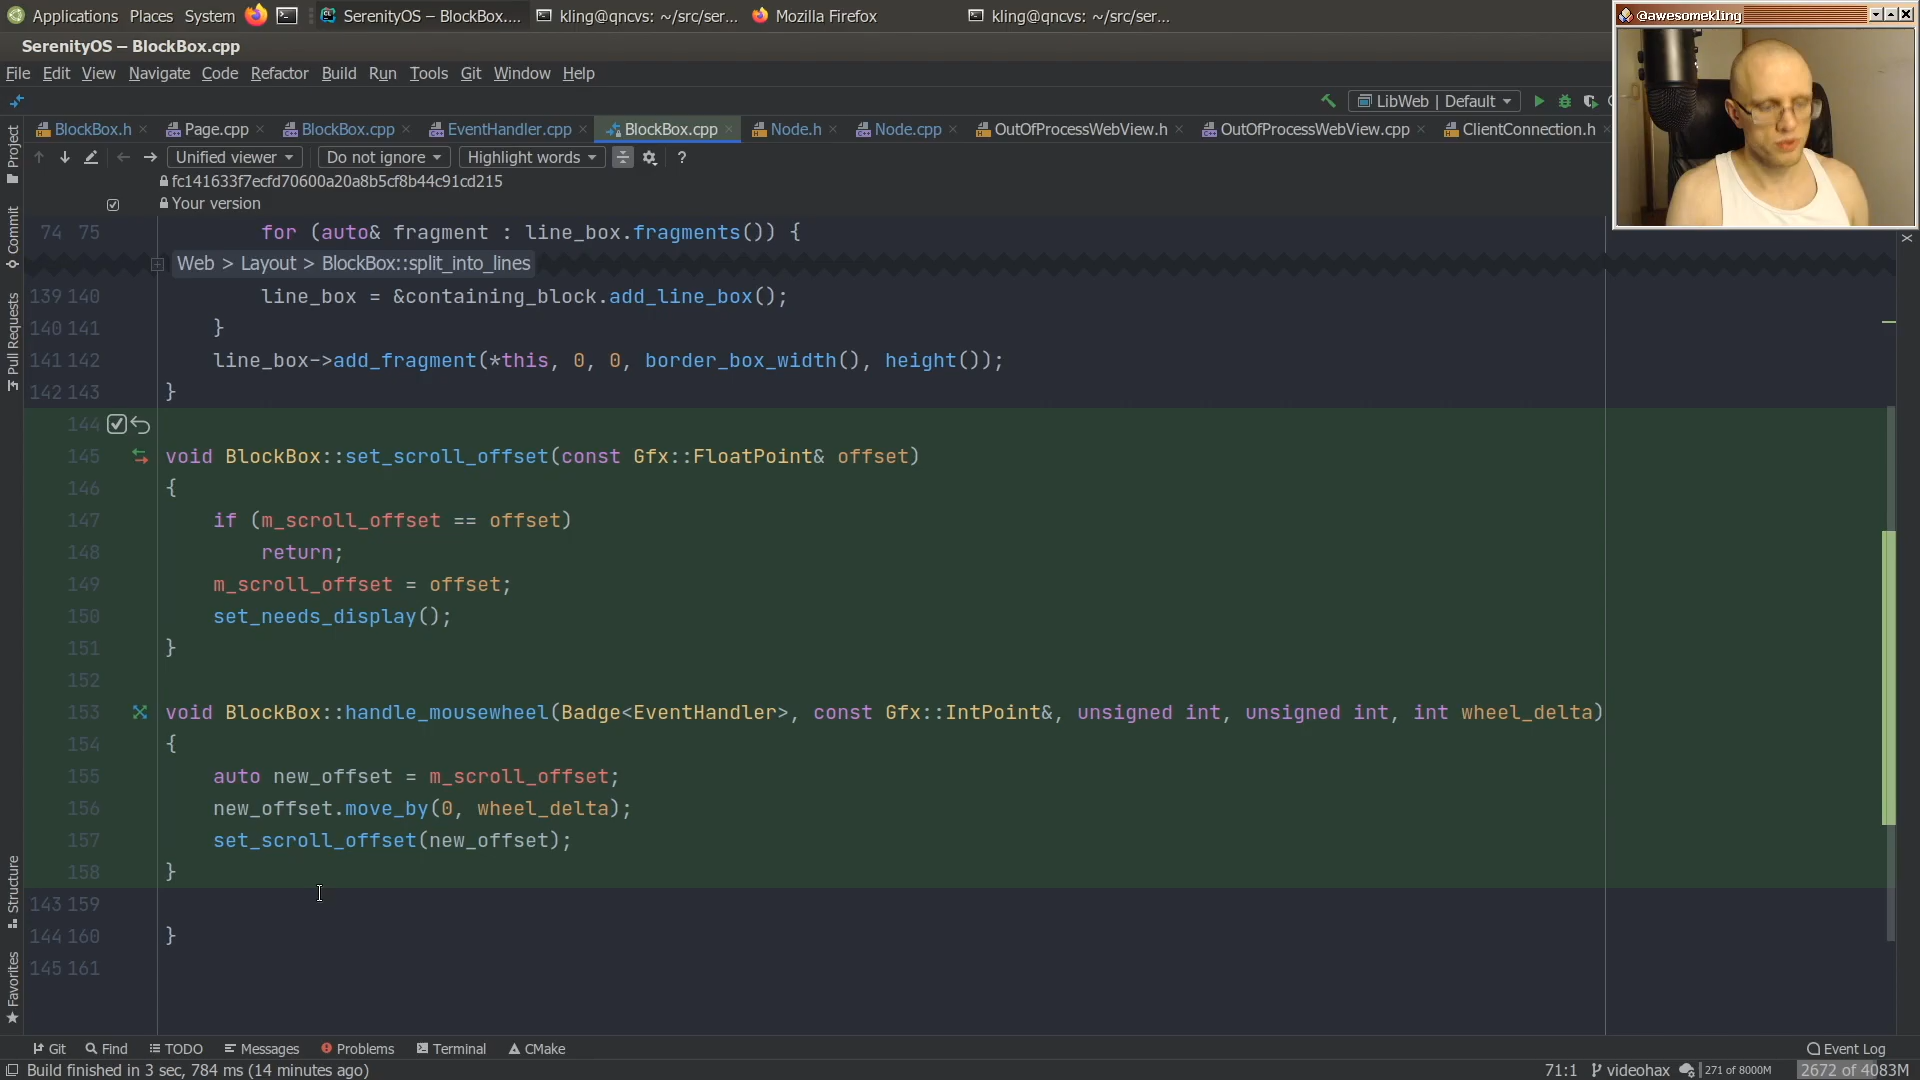 Applications Places System SerenityOS – BlockBox.... kling@qncvs: ~/src/ser... Mozilla Firefox kling@qncvs: ~/src/ser...
@awesomekling
SerenityOS – BlockBox.cpp
File Edit View Navigate Code Refactor Build Run Tools Git Window Help
LibWeb | Default
BlockBox.h Page.cpp BlockBox.cpp EventHandler.cpp BlockBox.cpp Node.h Node.cpp OutOfProcessWebView.h OutOfProcessWebView.cpp ClientConnection.h
Unified viewer Do not ignore Highlight words ?
fc141633f7ecfd70600a20a8b5cf8b44c91cd215
Your version
74 75 for (auto& fragment : line_box.fragments()) {
Web > Layout > BlockBox::split_into_lines
139 140 line_box = &containing_block.add_line_box();
140 141 }
141 142 line_box->add_fragment(*this, 0, 0, border_box_width(), height());
142 143 }
144
145 void BlockBox::set_scroll_offset(const Gfx::FloatPoint& offset)
146 {
147 if (m_scroll_offset == offset)
148 return;
149 m_scroll_offset = offset;
150 set_needs_display();
151 }
152
153 void BlockBox::handle_mousewheel(Badge<EventHandler>, const Gfx::IntPoint&, unsigned int, unsigned int, int wheel_delta)
154 {
155 auto new_offset = m_scroll_offset;
156 new_offset.move_by(0, wheel_delta);
157 set_scroll_offset(new_offset);
158 }
143 159
144 160 }
145 161
Project
Commit
Pull Requests
Structure
Favorites
Git Find TODO Messages Problems Terminal CMake Event Log
Build finished in 3 sec, 784 ms (14 minutes ago) 71:1 videohax 271 of 8000M 2672 of 4083M